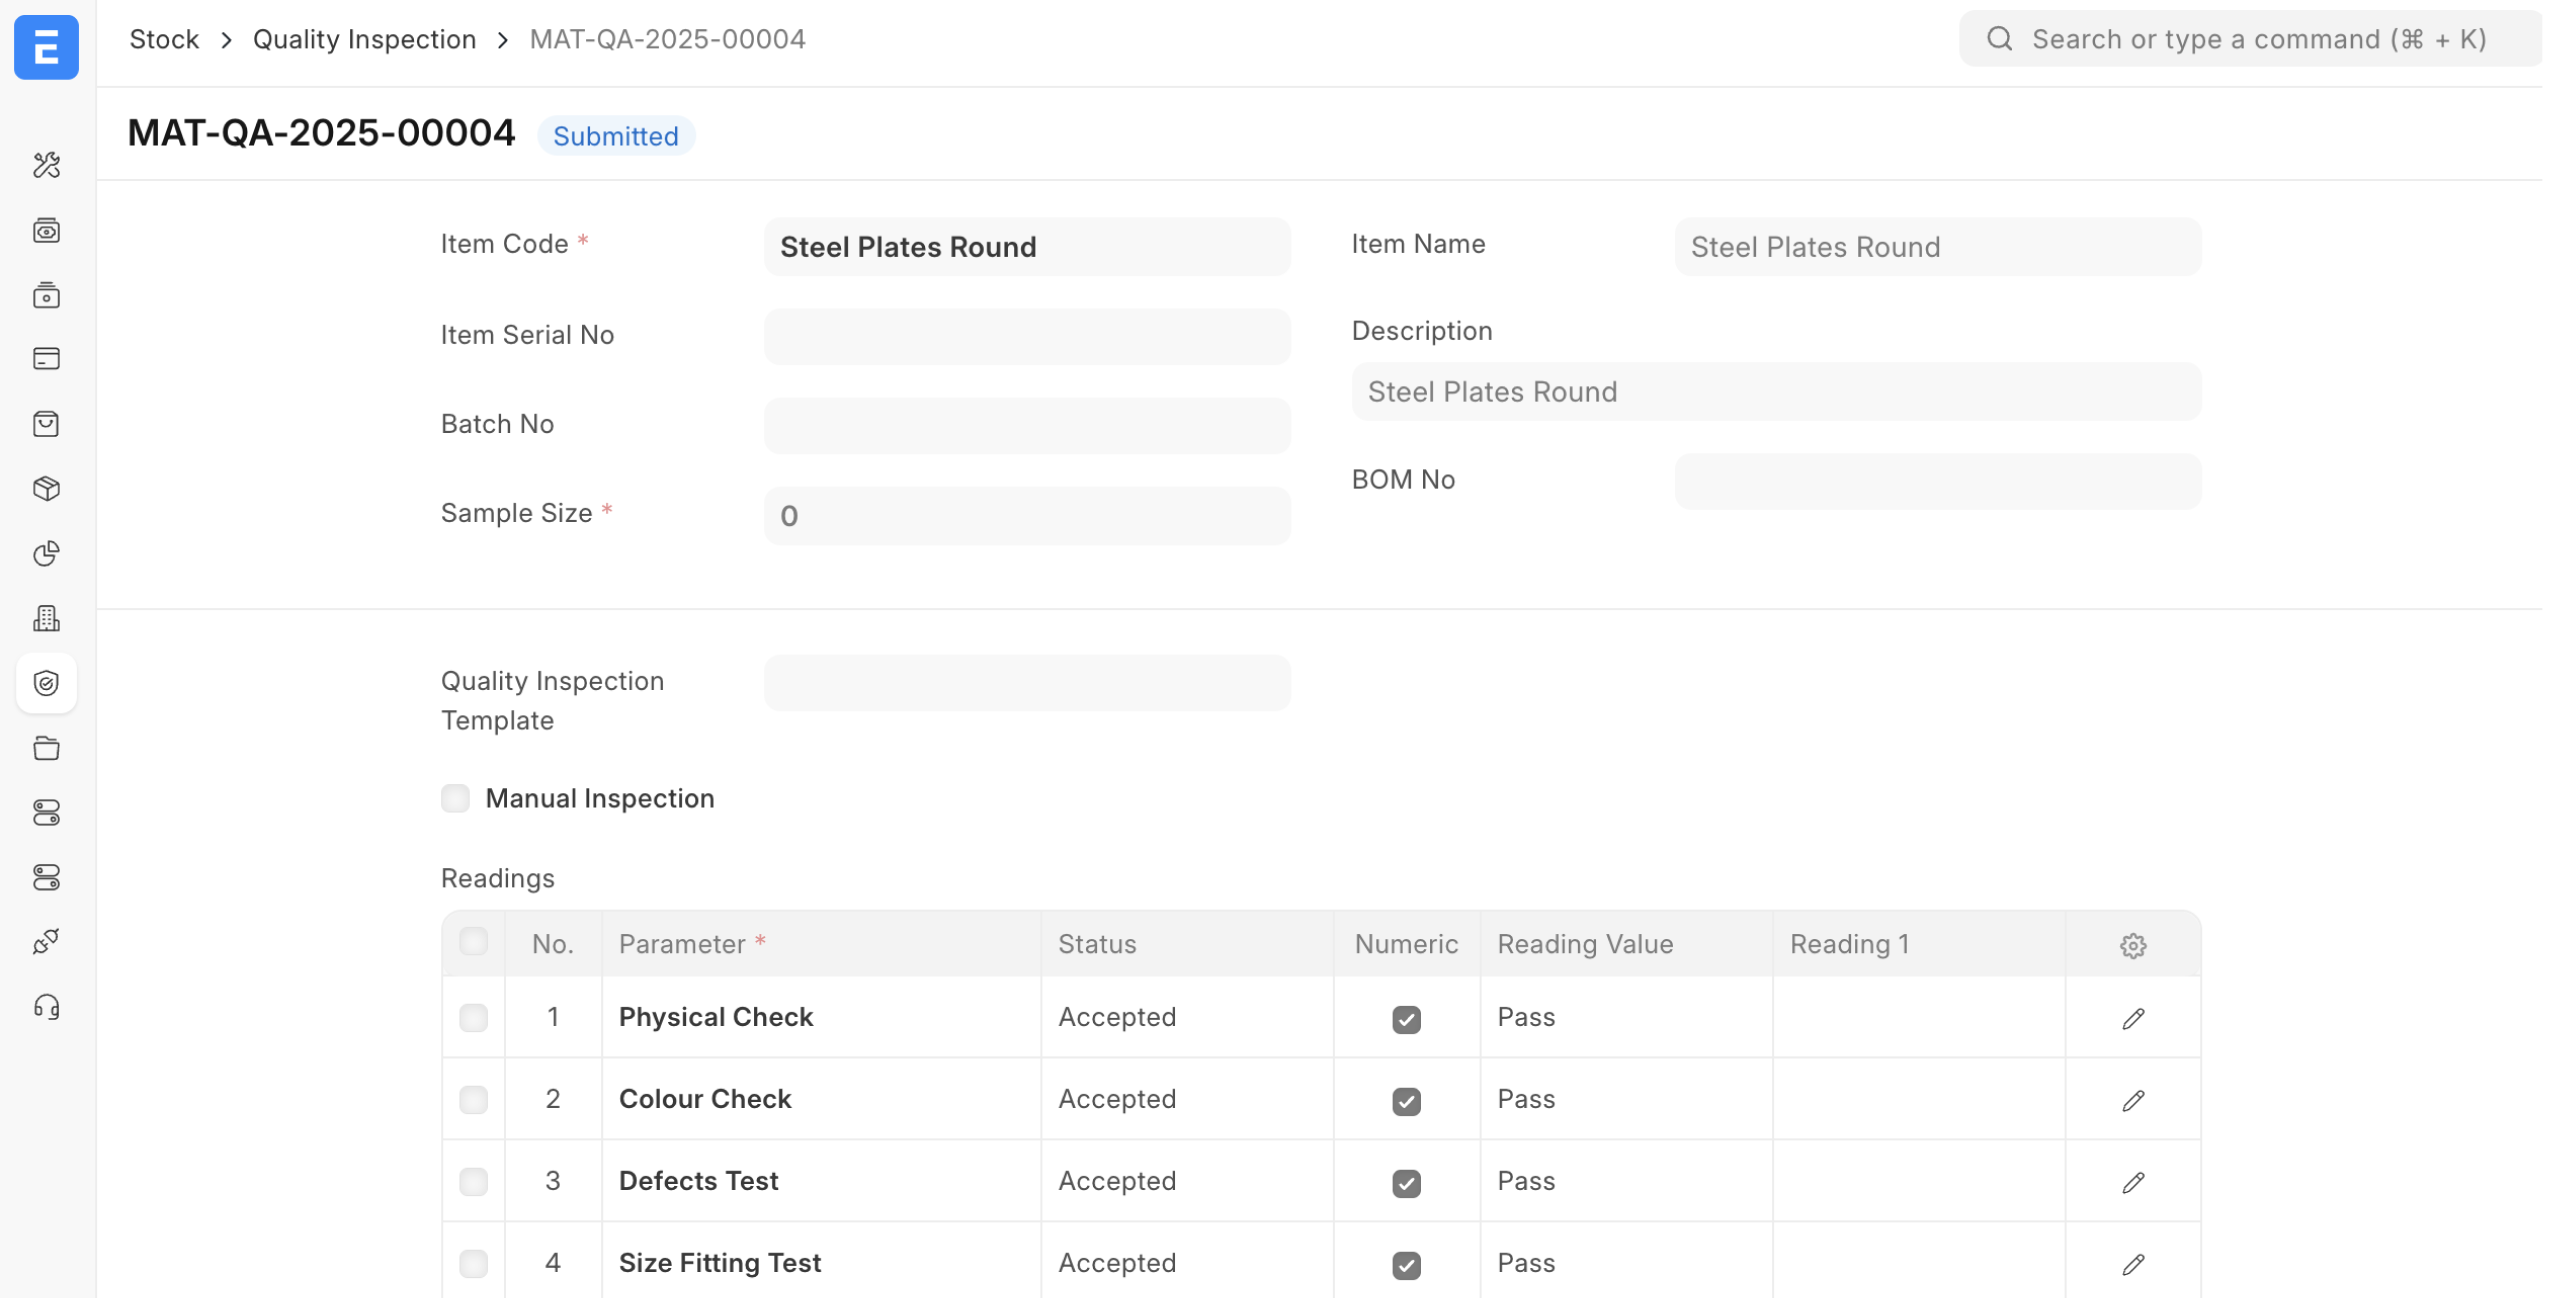 E
Stock > Quality Inspection > MAT-QA-2025-00004
Search or type a command (⌘ + K)
MAT-QA-2025-00004 Submitted
Item Code * Steel Plates Round
Item Name Steel Plates Round
Item Serial No
Description
Steel Plates Round
Batch No
BOM No
Sample Size * 0
Quality Inspection
Template
Manual Inspection
Readings
No. Parameter * Status Numeric Reading Value Reading 1
1 Physical Check Accepted Pass
2 Colour Check Accepted Pass
3 Defects Test Accepted Pass
4 Size Fitting Test Accepted Pass